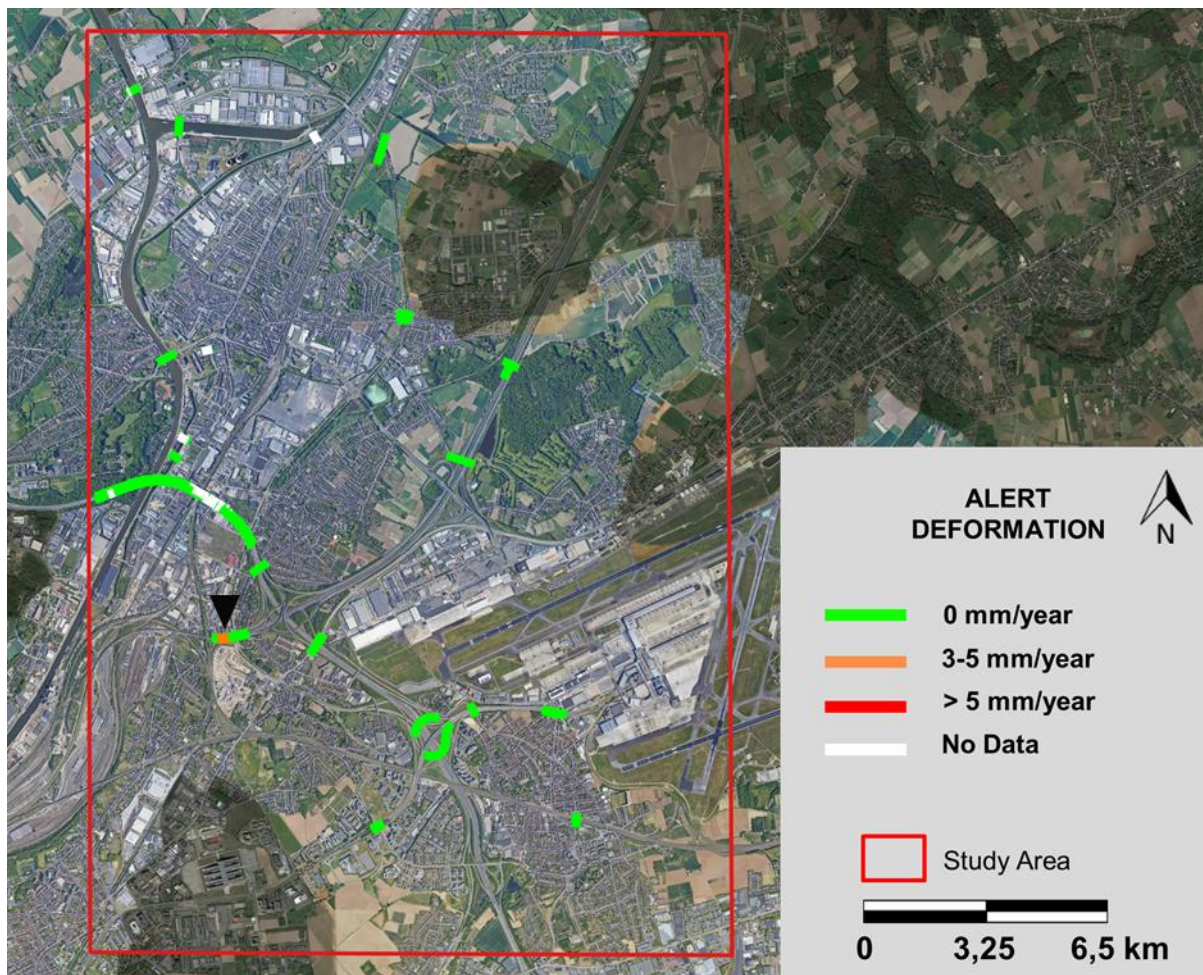 ALERT
DEFORMATION
N
0 mm/year
3-5 mm/year
> 5 mm/year
No Data
Study Area
0 3,25 6,5 km